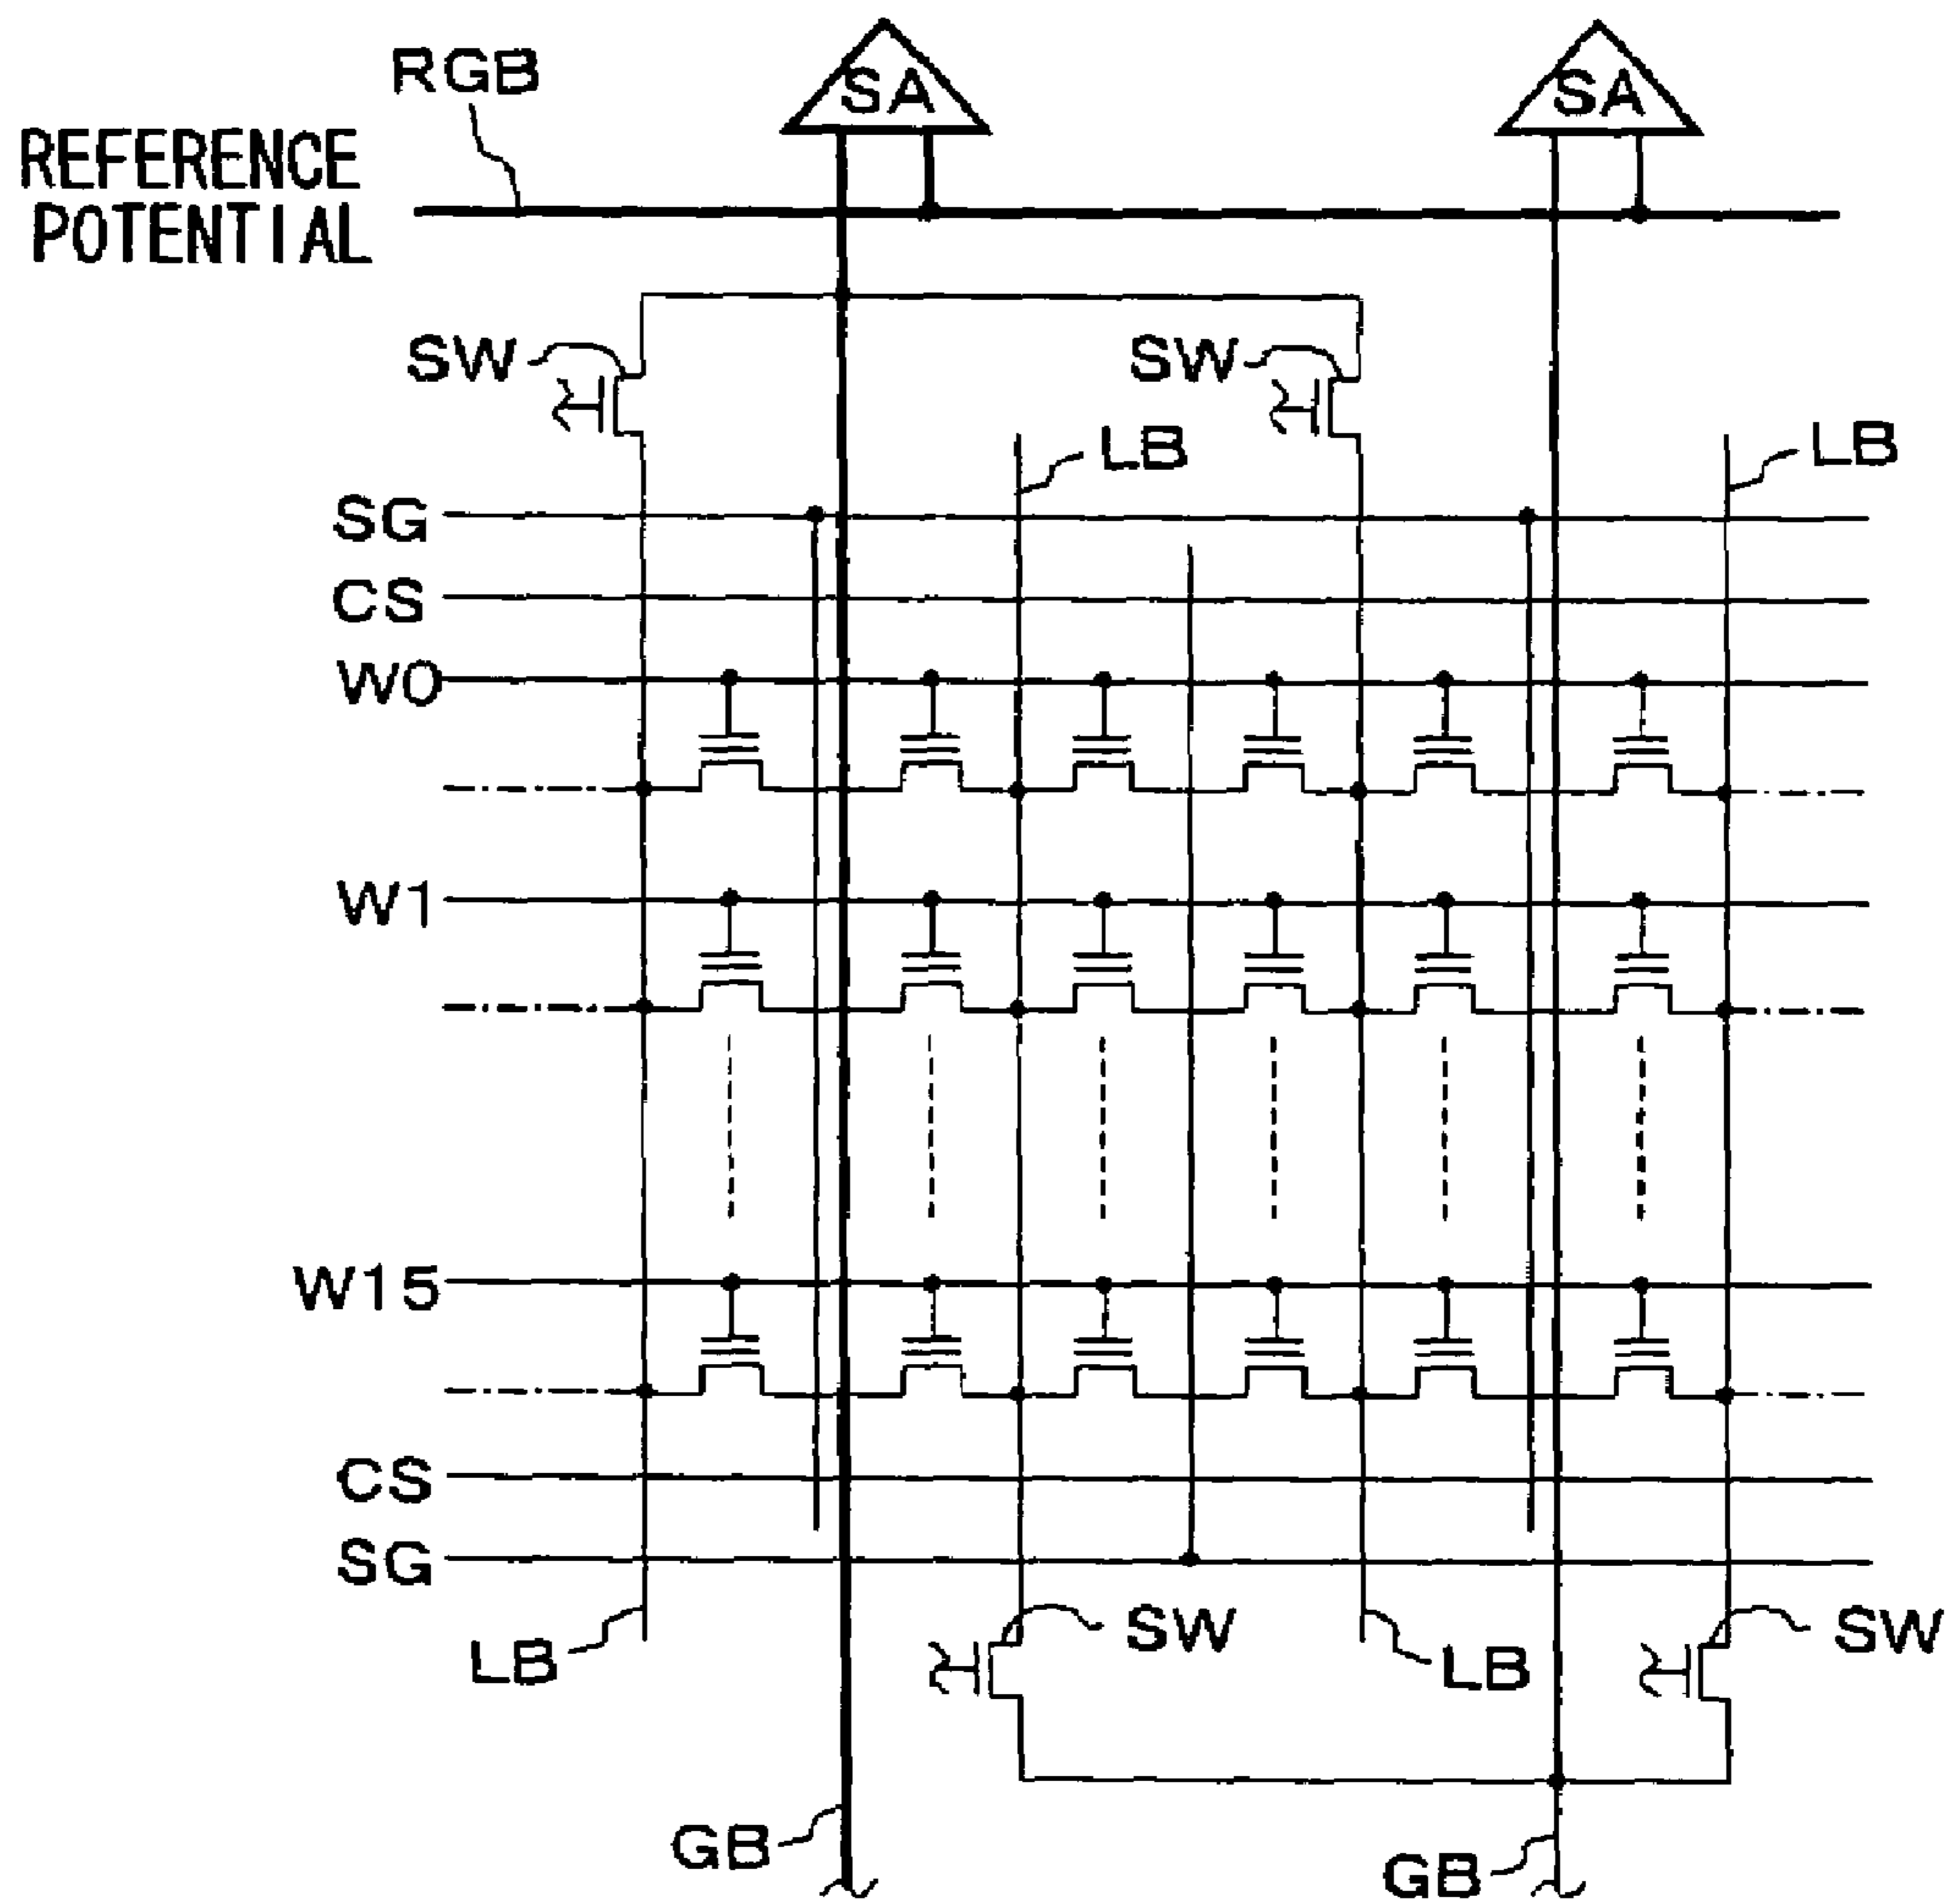 RGB
SA
SA
REFERENCE
POTENTIAL
SW
SW
LB
LB
SG
CS
W0
W1
W15
CS
SG
LB
SW
LB
SW
GB
GB